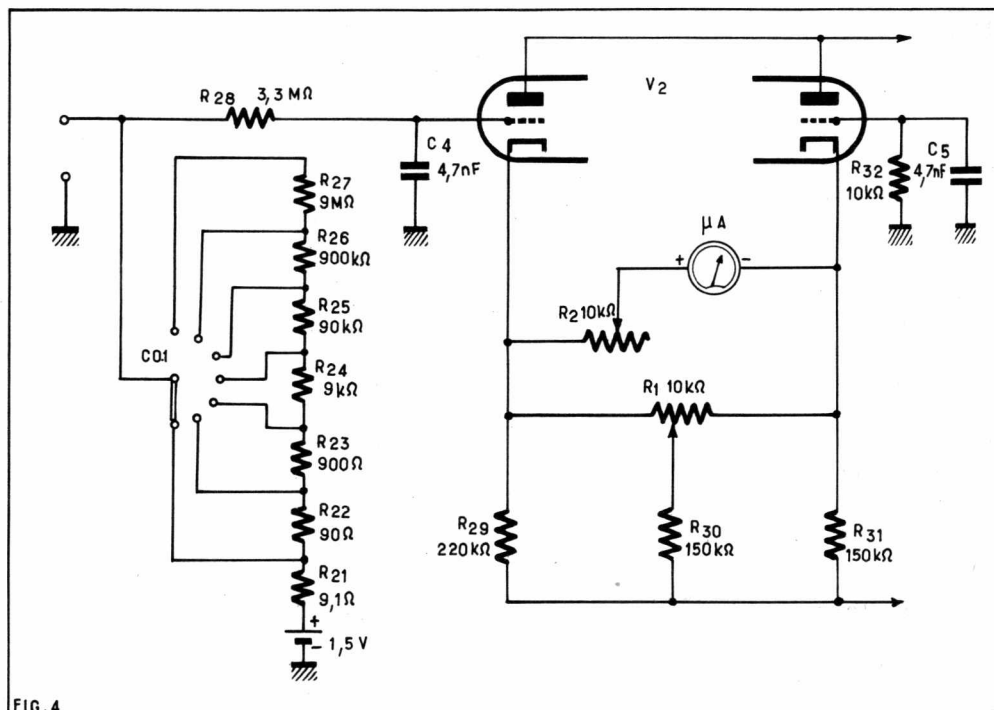 V2
R28 3,3 MΩ
C4
4,7nF
R32
10kΩ
C5
4,7nF
R27
9MΩ
R26
900kΩ
R25
90kΩ
R24
9kΩ
R23
900Ω
R22
90Ω
R21
9,1Ω
+
- 1,5 V
CO.1
μA
+ -
R2 10kΩ
R1 10kΩ
R29
220kΩ
R30
150kΩ
R31
150kΩ
FIG.4